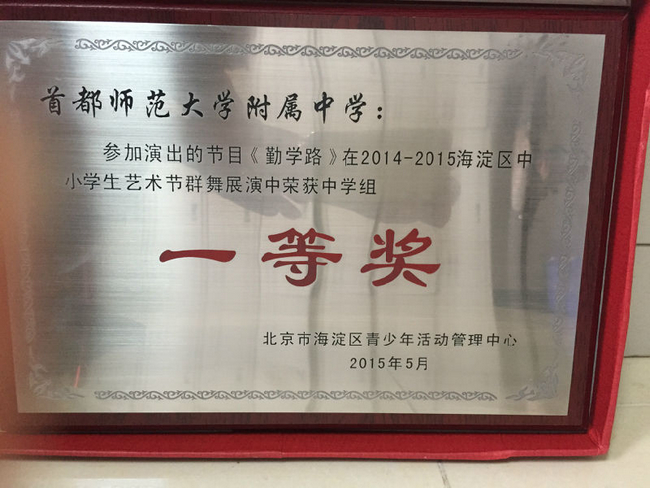 首都师范大学附属中学：
参加演出的节目《勤学路》在2014-2015海淀区中
小学生艺术节群舞展演中荣获中学组
一等奖
北京市海淀区青少年活动管理中心
2015年5月